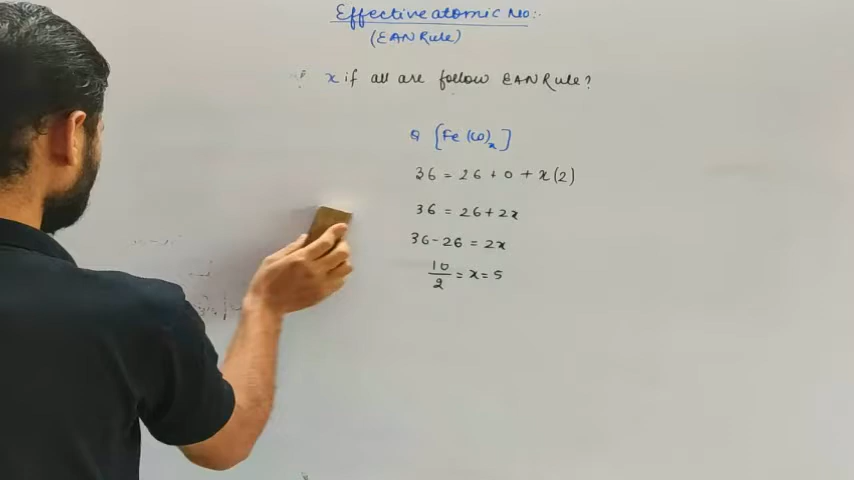 Effective atomic No:-
(EAN Rule)
x if all are follow EAN Rule?
Q [Fe(CO)x]
36 = 26 + 0 + x(2)
36 = 26 + 2x
36 - 26 = 2x
10/2 = x = 5